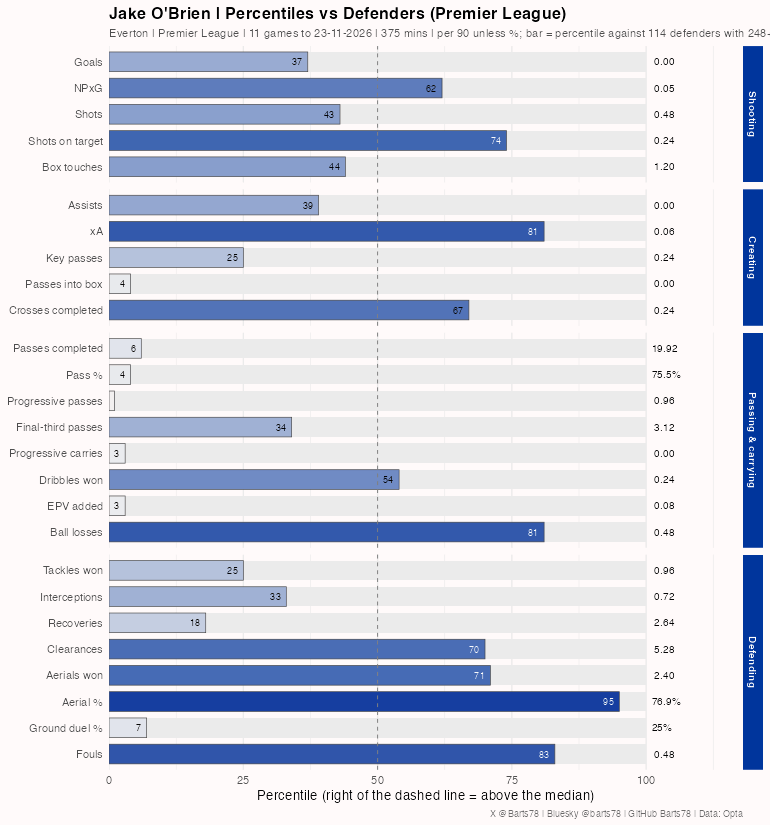 Jake O'Brien | Percentiles vs Defenders (Premier League)
Everton | Premier League | 11 games to 23-11-2026 | 375 mins | per 90 unless %; bar = percentile against 114 defenders with 248-
Goals 37 0.00
NPxG 62 0.05
Shots 43 0.48
Shots on target 74 0.24
Box touches 44 1.20
Shooting
Assists 39 0.00
xA 81 0.06
Key passes 25 0.24
Passes into box 4 0.00
Crosses completed 67 0.24
Creating
Passes completed 6 19.92
Pass % 4 75.5%
Progressive passes 0.96
Final-third passes 34 3.12
Progressive carries 3 0.00
Dribbles won 54 0.24
EPV added 3 0.08
Ball losses 81 0.48
Passing & carrying
Tackles won 25 0.96
Interceptions 33 0.72
Recoveries 18 2.64
Clearances 70 5.28
Aerials won 71 2.40
Aerial % 95 76.9%
Ground duel % 7 25%
Fouls 83 0.48
Defending
0 25 50 75 100
Percentile (right of the dashed line = above the median)
X @Barts78 | Bluesky @barts78 | GitHub Barts78 | Data: Opta